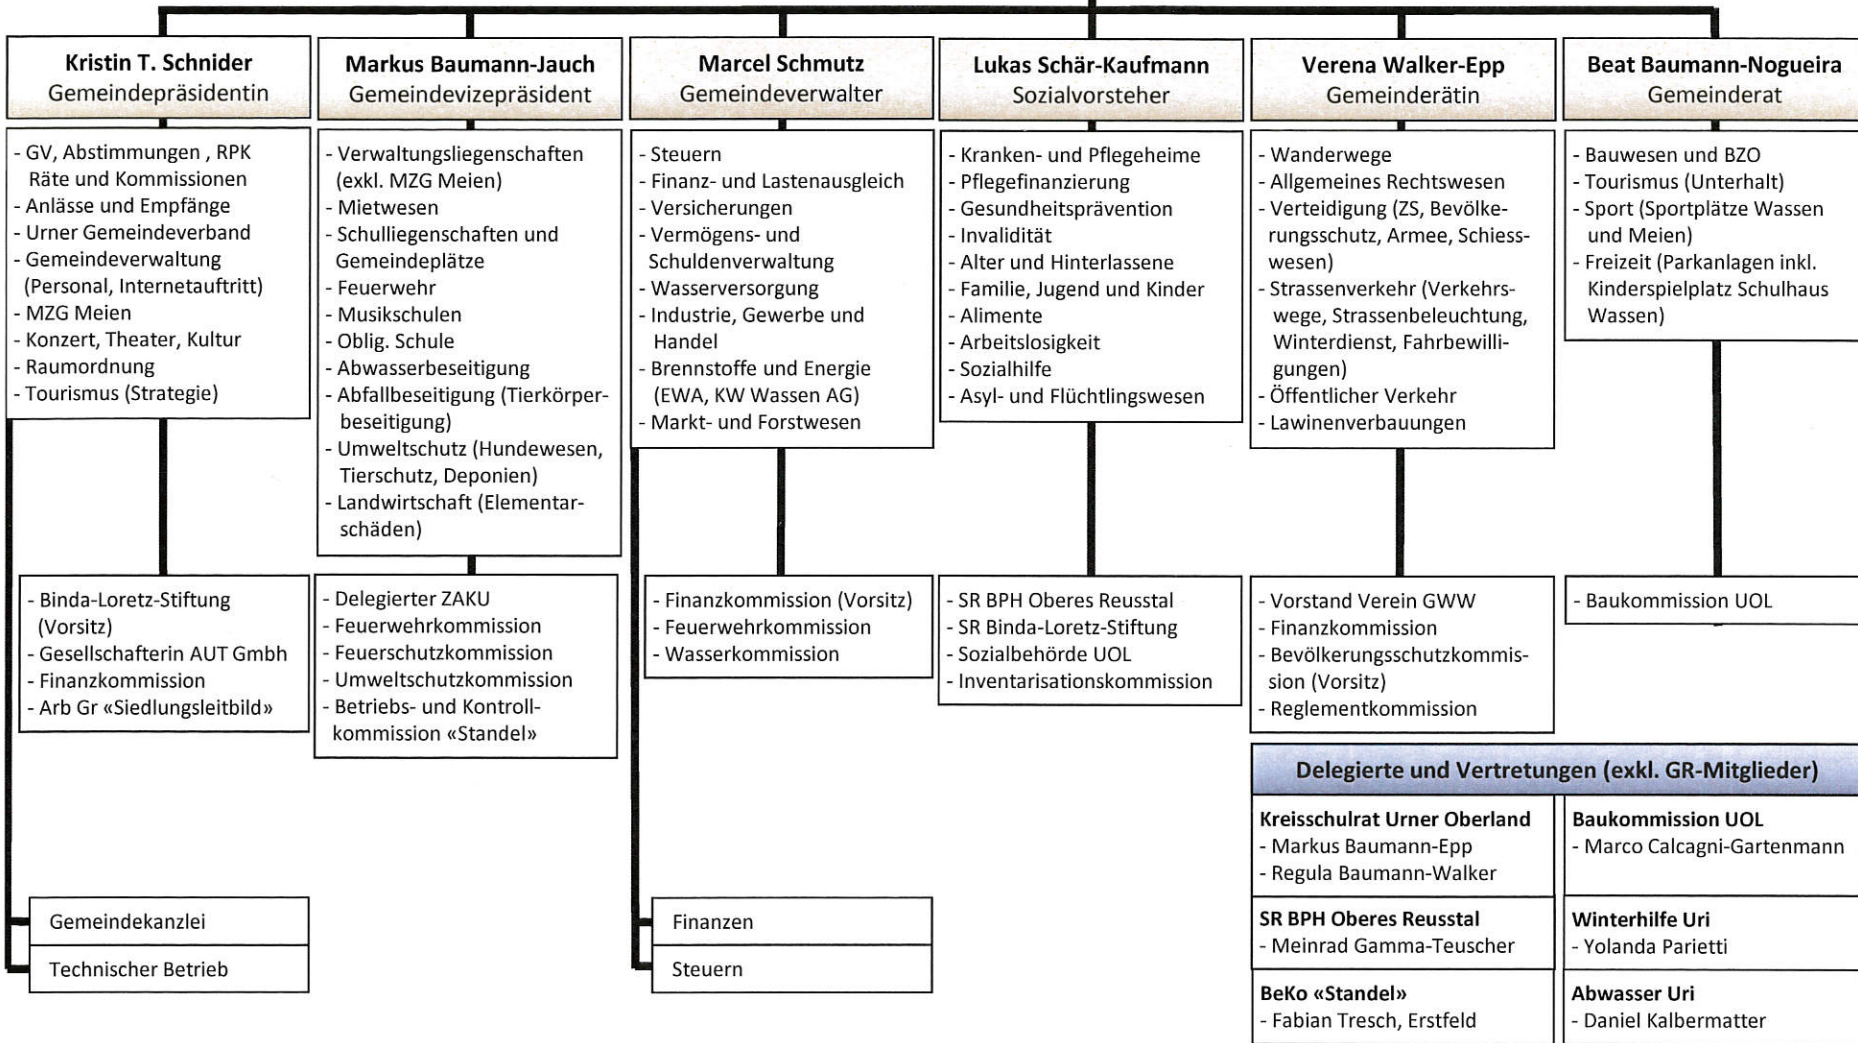 Kristin T. Schnider
Gemeindepräsidentin
- GV, Abstimmungen , RPK
Räte und Kommissionen
- Anlässe und Empfänge
- Urner Gemeindeverband
- Gemeindeverwaltung
(Personal, Internetauftritt)
- MZG Meien
- Konzert, Theater, Kultur
- Raumordnung
- Tourismus (Strategie)
- Binda-Loretz-Stiftung
(Vorsitz)
- Gesellschafterin AUT Gmbh
- Finanzkommission
- Arb Gr «Siedlungsleitbild»
Gemeindekanzlei
Technischer Betrieb
Markus Baumann-Jauch
Gemeindevizepräsident
- Verwaltungsliegenschaften
(exkl. MZG Meien)
- Mietwesen
- Schulliegenschaften und
Gemeindeplätze
- Feuerwehr
- Musikschulen
- Oblig. Schule
- Abwasserbeseitigung
- Abfallbeseitigung (Tierkörper-
beseitigung)
- Umweltschutz (Hundewesen,
Tierschutz, Deponien)
- Landwirtschaft (Elementar-
schäden)
- Delegierter ZAKU
- Feuerwehrkommission
- Feuerschutzkommission
- Umweltschutzkommission
- Betriebs- und Kontroll-
kommission «Standel»
Marcel Schmutz
Gemeindeverwalter
- Steuern
- Finanz- und Lastenausgleich
- Versicherungen
- Vermögens- und
Schuldenverwaltung
- Wasserversorgung
- Industrie, Gewerbe und
Handel
- Brennstoffe und Energie
(EWA, KW Wassen AG)
- Markt- und Forstwesen
- Finanzkommission (Vorsitz)
- Feuerwehrkommission
- Wasserkommission
Finanzen
Steuern
Lukas Schär-Kaufmann
Sozialvorsteher
- Kranken- und Pflegeheime
- Pflegefinanzierung
- Gesundheitsprävention
- Invalidität
- Alter und Hinterlassene
- Familie, Jugend und Kinder
- Alimente
- Arbeitslosigkeit
- Sozialhilfe
- Asyl- und Flüchtlingswesen
- SR BPH Oberes Reusstal
- SR Binda-Loretz-Stiftung
- Sozialbehörde UOL
- Inventarisationskommission
Verena Walker-Epp
Gemeinderätin
- Wanderwege
- Allgemeines Rechtswesen
- Verteidigung (ZS, Bevölke-
rungsschutz, Armee, Schiess-
wesen)
- Strassenverkehr (Verkehrs-
wege, Strassenbeleuchtung,
Winterdienst, Fahrbewilli-
gungen)
- Öffentlicher Verkehr
- Lawinenverbauungen
- Vorstand Verein GWW
- Finanzkommission
- Bevölkerungsschutzkommis-
sion (Vorsitz)
- Reglementkommission
Beat Baumann-Nogueira
Gemeinderat
- Bauwesen und BZO
- Tourismus (Unterhalt)
- Sport (Sportplätze Wassen
und Meien)
- Freizeit (Parkanlagen inkl.
Kinderspielplatz Schulhaus
Wassen)
- Baukommission UOL
Delegierte und Vertretungen (exkl. GR-Mitglieder)
Kreisschulrat Urner Oberland
- Markus Baumann-Epp
- Regula Baumann-Walker
Baukommission UOL
- Marco Calcagni-Gartenmann
SR BPH Oberes Reusstal
- Meinrad Gamma-Teuscher
Winterhilfe Uri
- Yolanda Parietti
BeKo «Standel»
- Fabian Tresch, Erstfeld
Abwasser Uri
- Daniel Kalbermatter